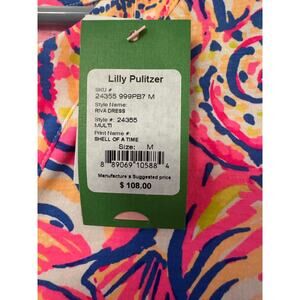 Lilly Pulitzer
SKU #
24355 999PB7 M
Style Name:
RIVA DRESS
Style #: 24355
MULTI
Print Name #:
SHELL OF A TIME
Size: M
8 89069 10588 4
Manufacture's Suggested price
$ 108.00